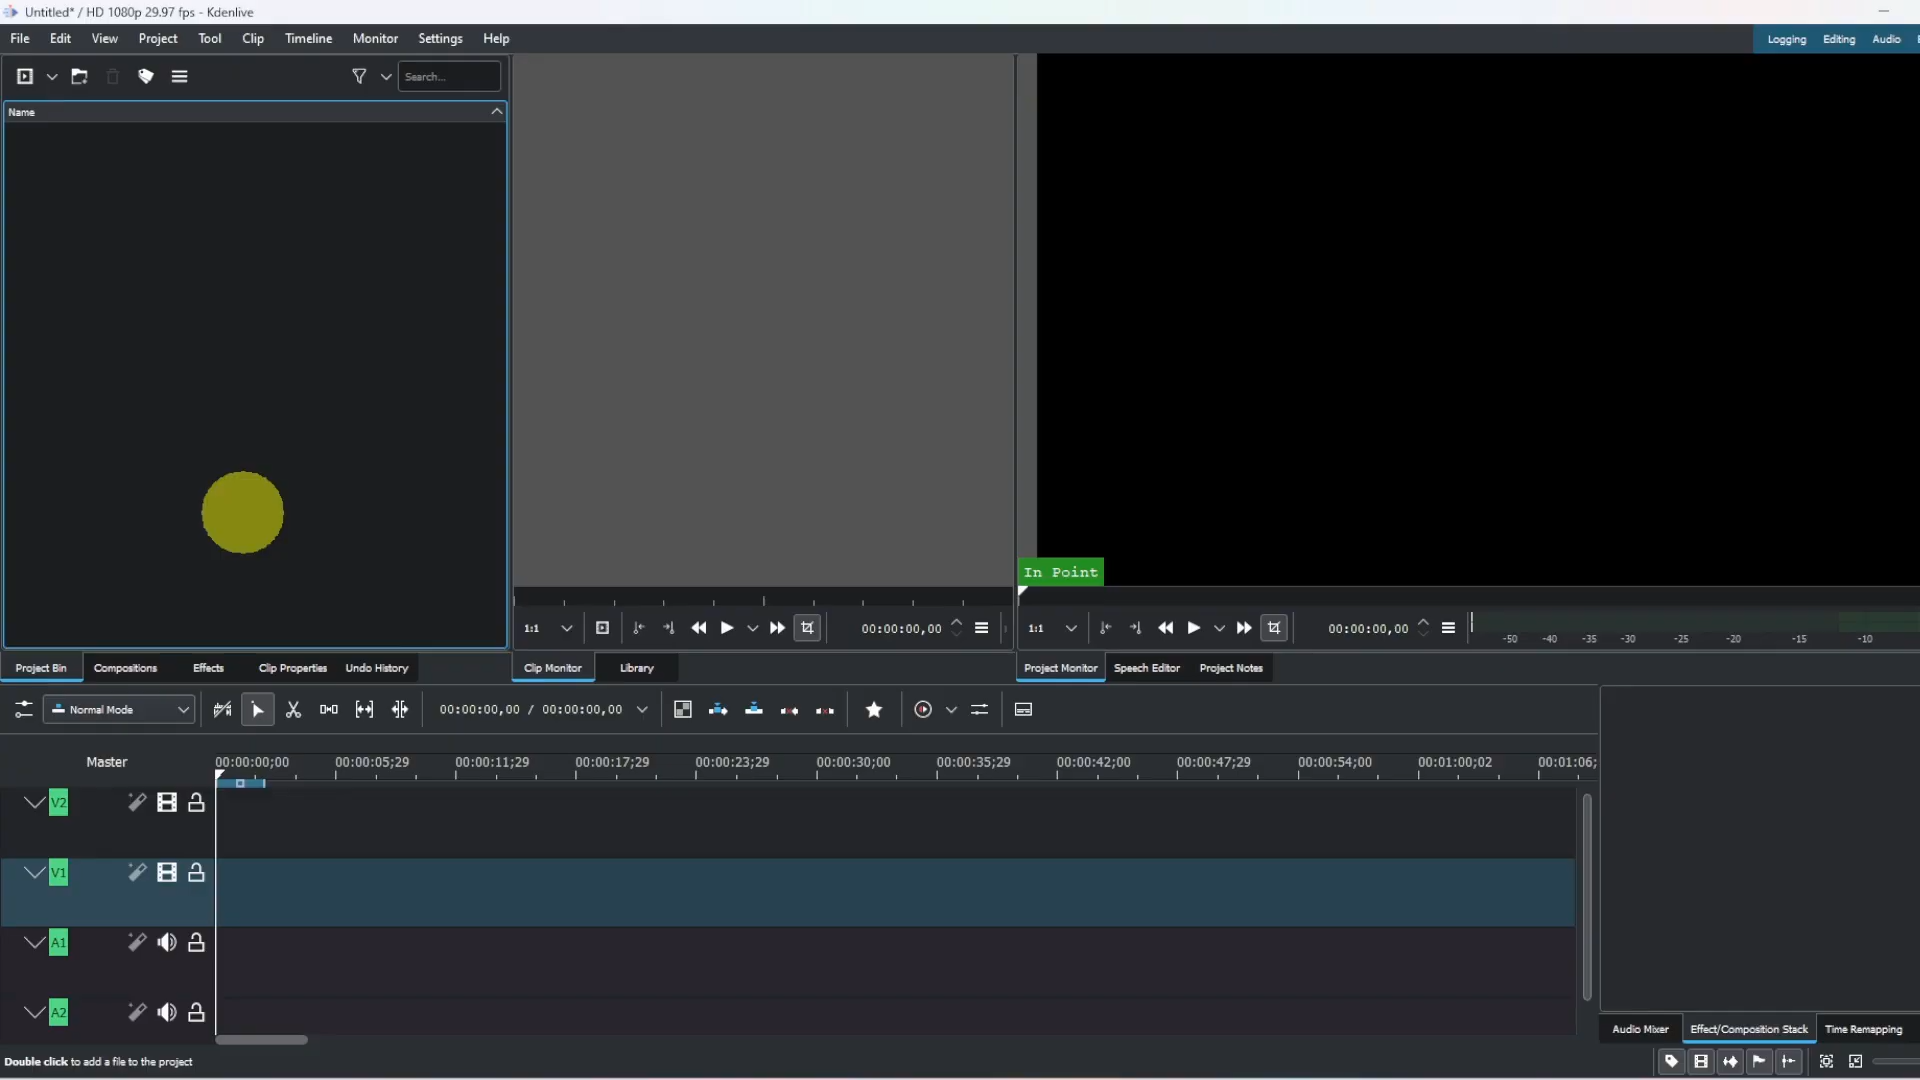 Untitled* / HD 1080p 29.97 fps - Kdenlive
File Edit View Project Tool Clip Timeline Monitor Settings Help
Logging Editing Audio
Search...
Name
In Point
1:1 00:00:00,00
1:1 00:00:00,00
-50 -40 -35 -30 -25 -20 -15 -10
Project Bin Compositions Effects Clip Properties Undo History
Clip Monitor Library
Project Monitor Speech Editor Project Notes
Normal Mode 00:00:00,00 / 00:00:00,00
Master 00:00:00;00 00:00:05;29 00:00:11;29 00:00:17;29 00:00:23;29 00:00:30;00 00:00:35;29 00:00:42;00 00:00:47;29 00:00:54;00 00:01:00;02 00:01:06;
V2
V1
A1
A2
Audio Mixer Effect/Composition Stack Time Remapping
Double click to add a file to the project